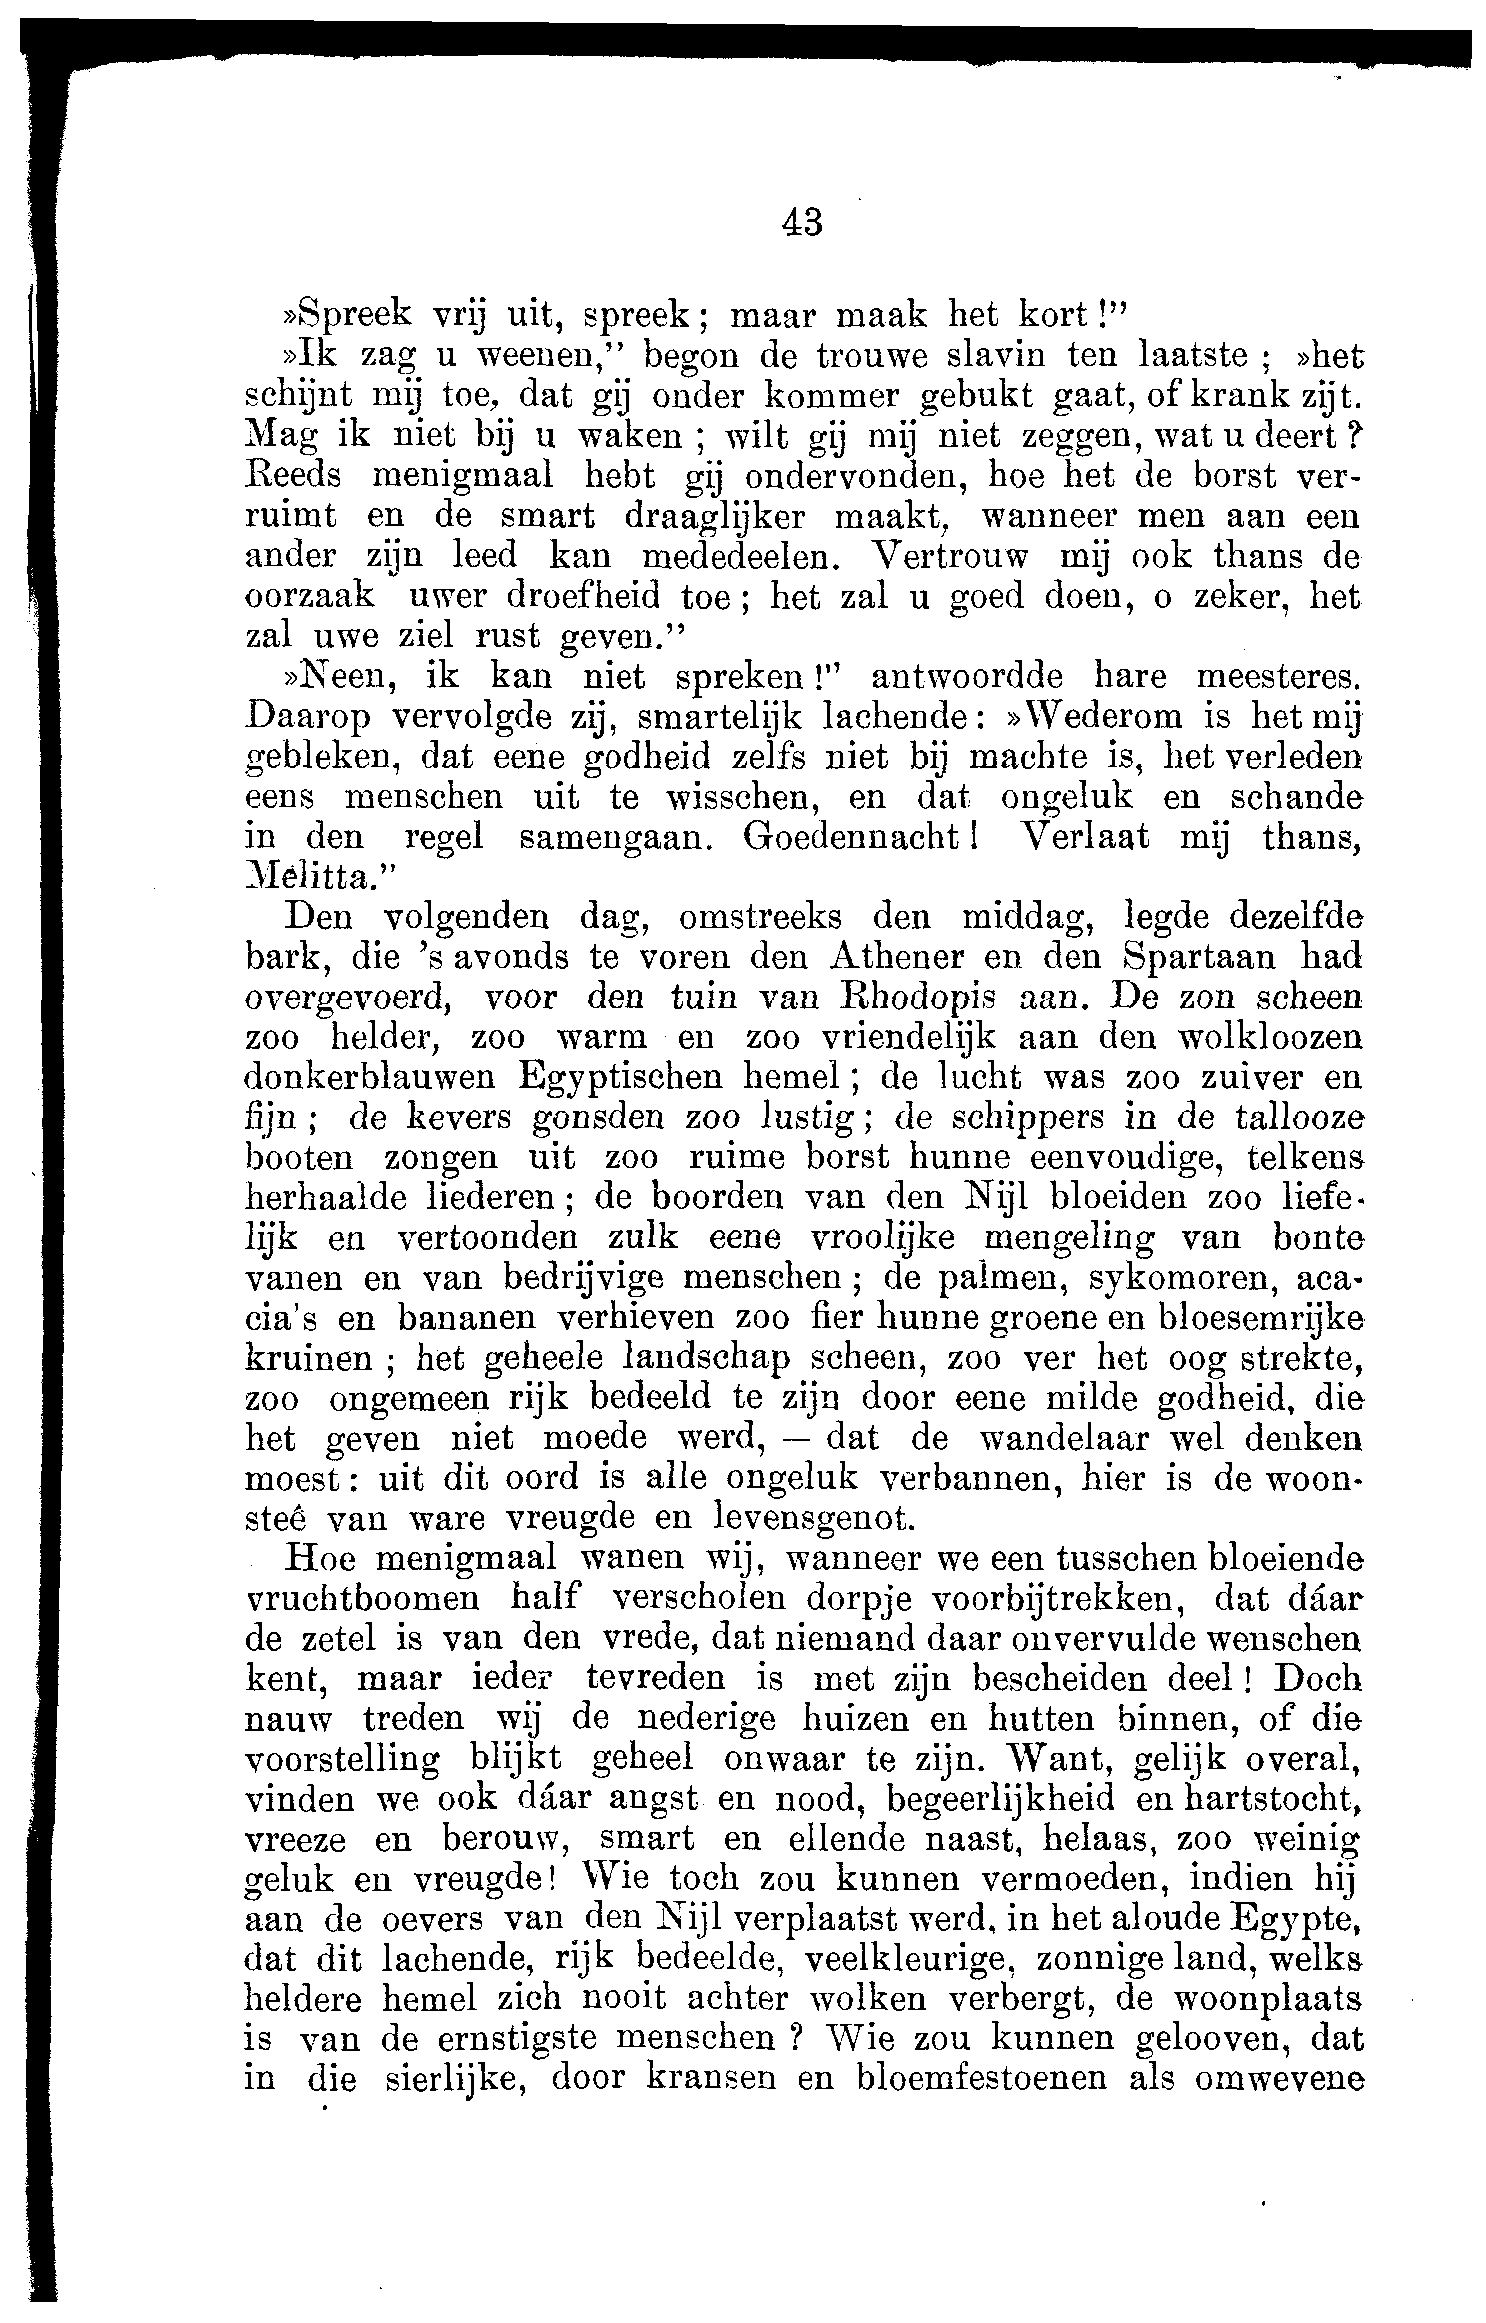 43
»Spreek vrij uit, spreek; maar maak het kort!”
»Ik zag u weenen,” begon de trouwe slavin ten laatste; »het
schijnt mij toe, dat gij onder kommer gebukt gaat, of krank zijt.
Mag ik niet bij u waken; wilt gij mij niet zeggen, wat u deert?
Reeds menigmaal hebt gij ondervonden, hoe het de borst ver-
ruimt en de smart draaglijker maakt, wanneer men aan een
ander zijn leed kan mededeelen. Vertrouw mij ook thans de
oorzaak uwer droefheid toe; het zal u goed doen, o zeker, het
zal uwe ziel rust geven.”
»Neen, ik kan niet spreken!” antwoordde hare meesteres.
Daarop vervolgde zij, smartelijk lachende: »Wederom is het mij
gebleken, dat eene godheid zelfs niet bij machte is, het verleden
eens menschen uit te wisschen, en dat ongeluk en schande
in den regel samengaan. Goedennacht! Verlaat mij thans,
Mélitta.”
Den volgenden dag, omstreeks den middag, legde dezelfde
bark, die 's avonds te voren den Athener en den Spartaan had
overgevoerd, voor den tuin van Rhodopis aan. De zon scheen
zoo helder, zoo warm en zoo vriendelijk aan den wolkloozen
donkerblauwen Egyptischen hemel; de lucht was zoo zuiver en
fijn; de kevers gonsden zoo lustig; de schippers in de tallooze
booten zongen uit zoo ruime borst hunne eenvoudige, telkens
herhaalde liederen; de boorden van den Nijl bloeiden zoo liefe-
lijk en vertoonden zulk eene vroolijke mengeling van bonte
vanen en van bedrijvige menschen; de palmen, sykomoren, aca-
cia's en bananen verhieven zoo fier hunne groene en bloesemrijke
kruinen; het geheele landschap scheen, zoo ver het oog strekte,
zoo ongemeen rijk bedeeld te zijn door eene milde godheid, die
het geven niet moede werd, — dat de wandelaar wel denken
moest: uit dit oord is alle ongeluk verbannen, hier is de woon-
steê van ware vreugde en levensgenot.
Hoe menigmaal wanen wij, wanneer we een tusschen bloeiende
vruchtboomen half verscholen dorpje voorbijtrekken, dat dáar
de zetel is van den vrede, dat niemand daar onvervulde wenschen
kent, maar ieder tevreden is met zijn bescheiden deel! Doch
nauw treden wij de nederige huizen en hutten binnen, of die
voorstelling blijkt geheel onwaar te zijn. Want, gelijk overal,
vinden we ook dáar angst en nood, begeerlijkheid en hartstocht,
vreeze en berouw, smart en ellende naast, helaas, zoo weinig
geluk en vreugde! Wie toch zou kunnen vermoeden, indien hij
aan de oevers van den Nijl verplaatst werd, in het aloude Egypte,
dat dit lachende, rijk bedeelde, veelkleurige, zonnige land, welks
heldere hemel zich nooit achter wolken verbergt, de woonplaats
is van de ernstigste menschen? Wie zou kunnen gelooven, dat
in die sierlijke, door kransen en bloemfestoenen als omwevene